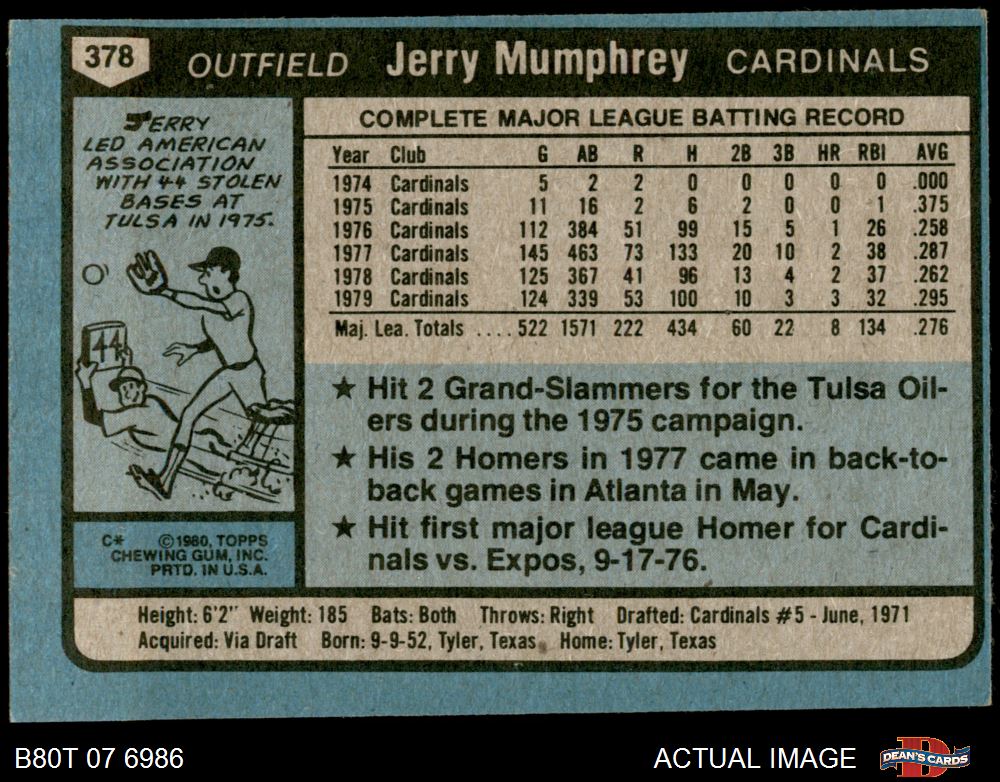 378 OUTFIELD Jerry Mumphrey CARDINALS
JERRY
LED AMERICAN
ASSOCIATION
WITH 44 STOLEN
BASES AT
TULSA IN 1975.
44
C* ©1980, TOPPS
CHEWING GUM, INC.
PRTD. IN U.S.A.
COMPLETE MAJOR LEAGUE BATTING RECORD
Year Club G AB R H 2B 3B HR RBI AVG
1974 Cardinals 5 2 2 0 0 0 0 0 .000
1975 Cardinals 11 16 2 6 2 0 0 1 .375
1976 Cardinals 112 384 51 99 15 5 1 26 .258
1977 Cardinals 145 463 73 133 20 10 2 38 .287
1978 Cardinals 125 367 41 96 13 4 2 37 .262
1979 Cardinals 124 339 53 100 10 3 3 32 .295
Maj. Lea. Totals .... 522 1571 222 434 60 22 8 134 .276
★ Hit 2 Grand-Slammers for the Tulsa Oil-
ers during the 1975 campaign.
★ His 2 Homers in 1977 came in back-to-
back games in Atlanta in May.
★ Hit first major league Homer for Cardi-
nals vs. Expos, 9-17-76.
Height: 6'2" Weight: 185 Bats: Both Throws: Right Drafted: Cardinals #5 - June, 1971
Acquired: Via Draft Born: 9-9-52, Tyler, Texas Home: Tyler, Texas
B80T 07 6986 ACTUAL IMAGE D DEAN'S CARDS